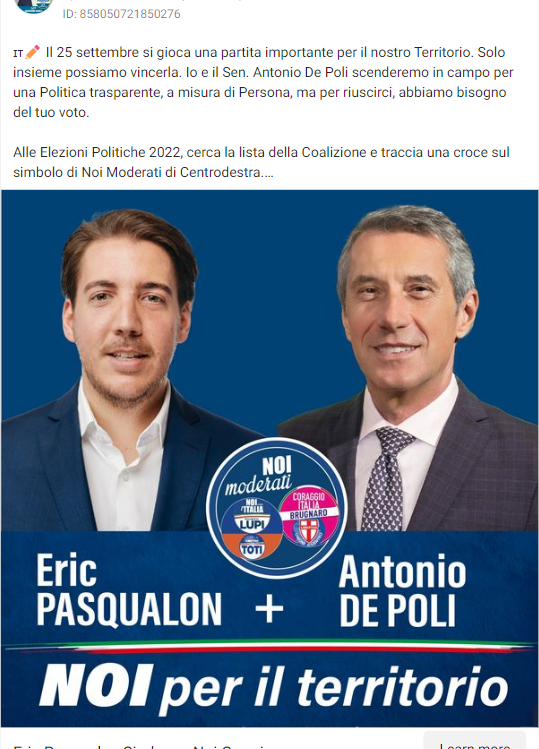 ID: 858050721850276
IT Il 25 settembre si gioca una partita importante per il nostro Territorio. Solo
insieme possiamo vincerla. Io e il Sen. Antonio De Poli scenderemo in campo per
una Politica trasparente, a misura di Persona, ma per riuscirci, abbiamo bisogno
del tuo voto.
Alle Elezioni Politiche 2022, cerca la lista della Coalizione e traccia una croce sul
simbolo di Noi Moderati di Centrodestra....
NOI
moderati
NOI
L'ITALIA
LUPI
TOTI
CORAGGIO
ITALIA
BRUGNARO
Eric
PASQUALON
+
Antonio
DE POLI
NOI per il territorio
Learn more